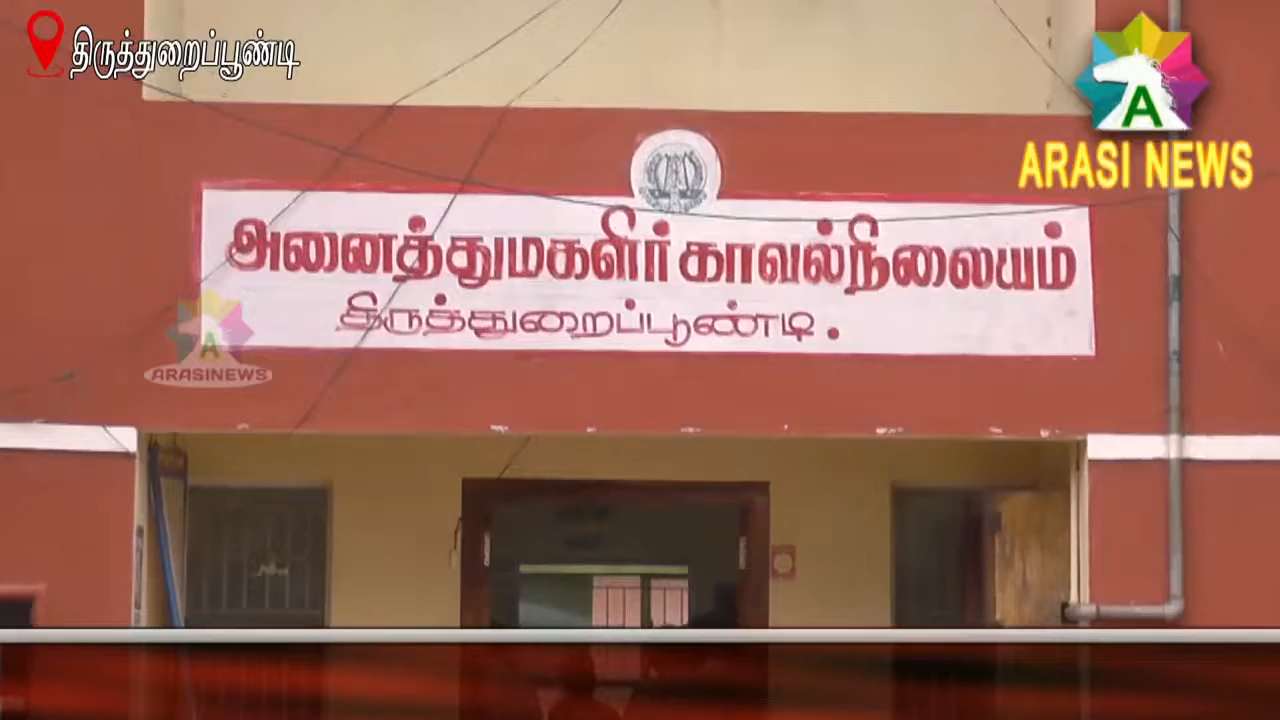 திருத்துறைப்பூண்டி
A
ARASI NEWS
அனைத்துமகளிர் காவல்நிலையம்
திருத்துறைப்பூண்டி.
A
ARASINEWS